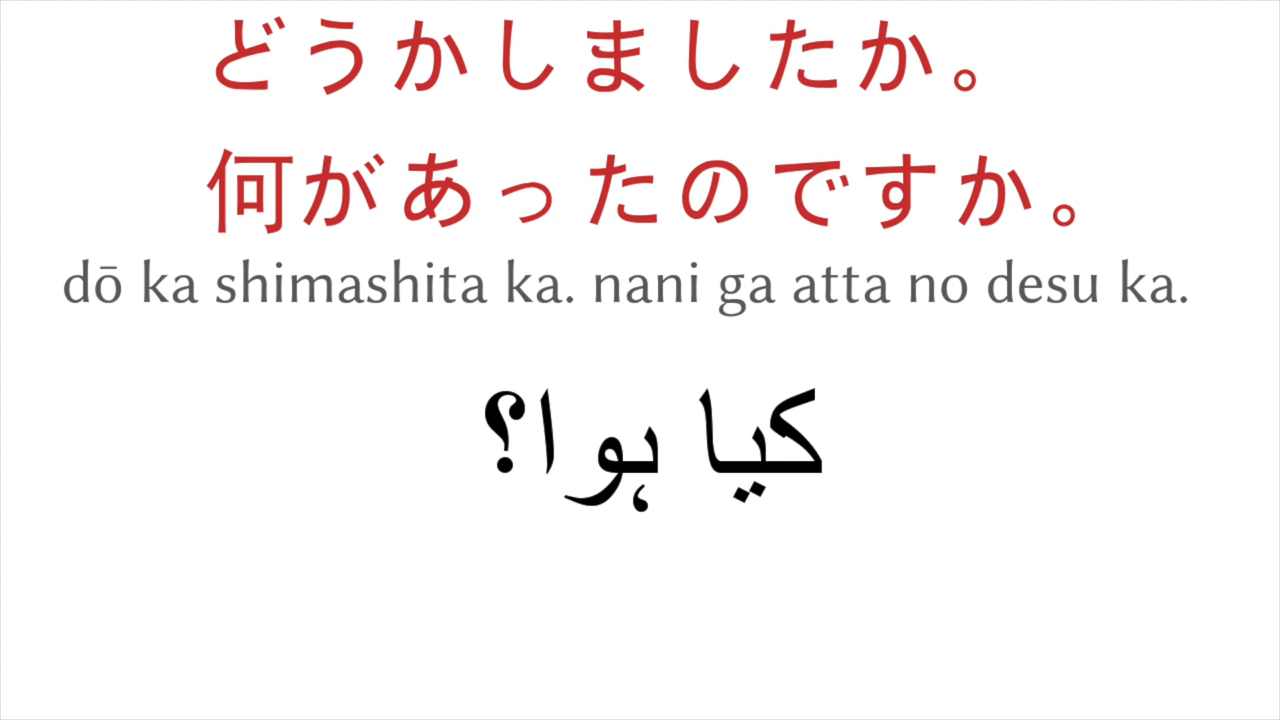 どうかしましたか。
何があったのですか。
dō ka shimashita ka. nani ga atta no desu ka.
کیا ہوا؟